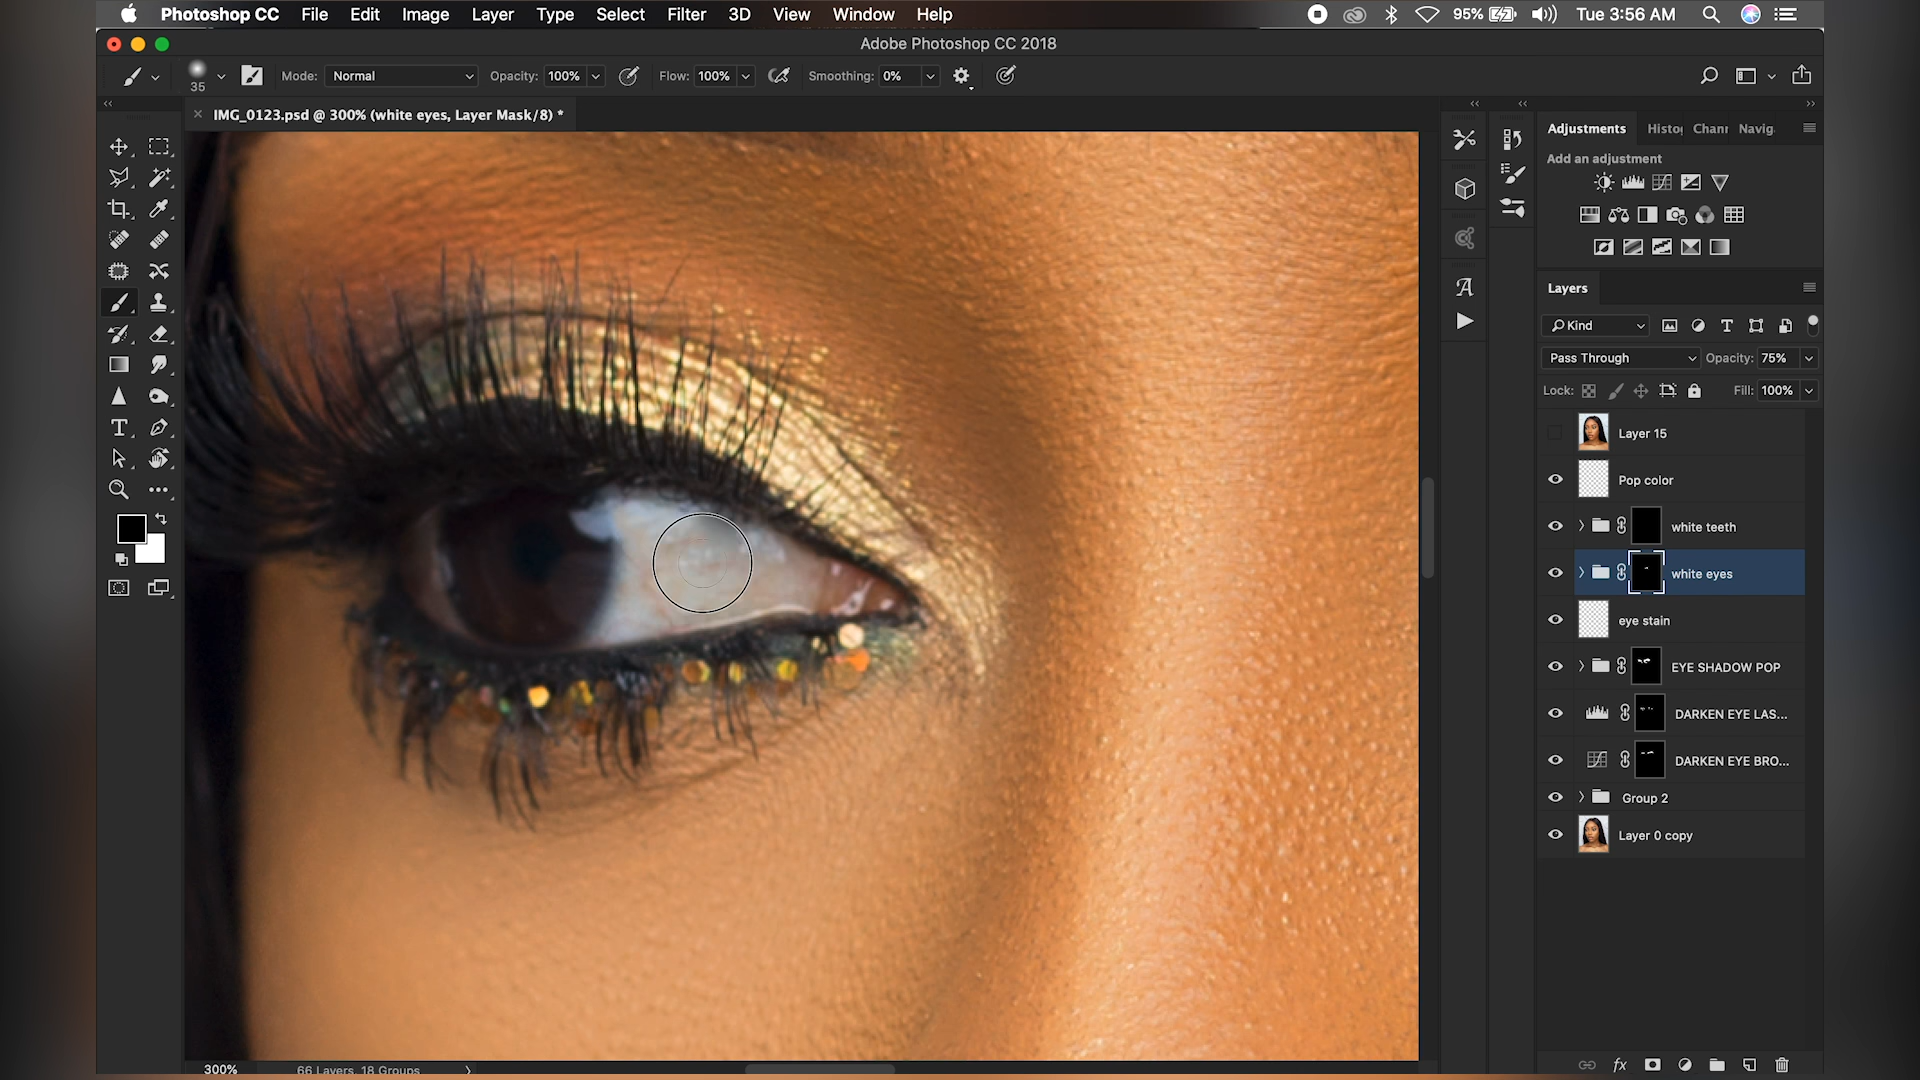 Photoshop CC File Edit Image Layer Type Select Filter 3D View Window Help 95% Tue 3:56 AM
Adobe Photoshop CC 2018
35 Mode: Normal Opacity: 100% Flow: 100% Smoothing: 0%
IMG_0123.psd @ 300% (white eyes, Layer Mask/8) *
Adjustments Histo Chanr Navig
Add an adjustment
Layers
Kind
Pass Through Opacity: 75%
Lock: Fill: 100%
Layer 15
Pop color
white teeth
white eyes
eye stain
EYE SHADOW POP
DARKEN EYE LAS...
DARKEN EYE BRO...
Group 2
Layer 0 copy
fx
300% 66 Layers, 18 Groups